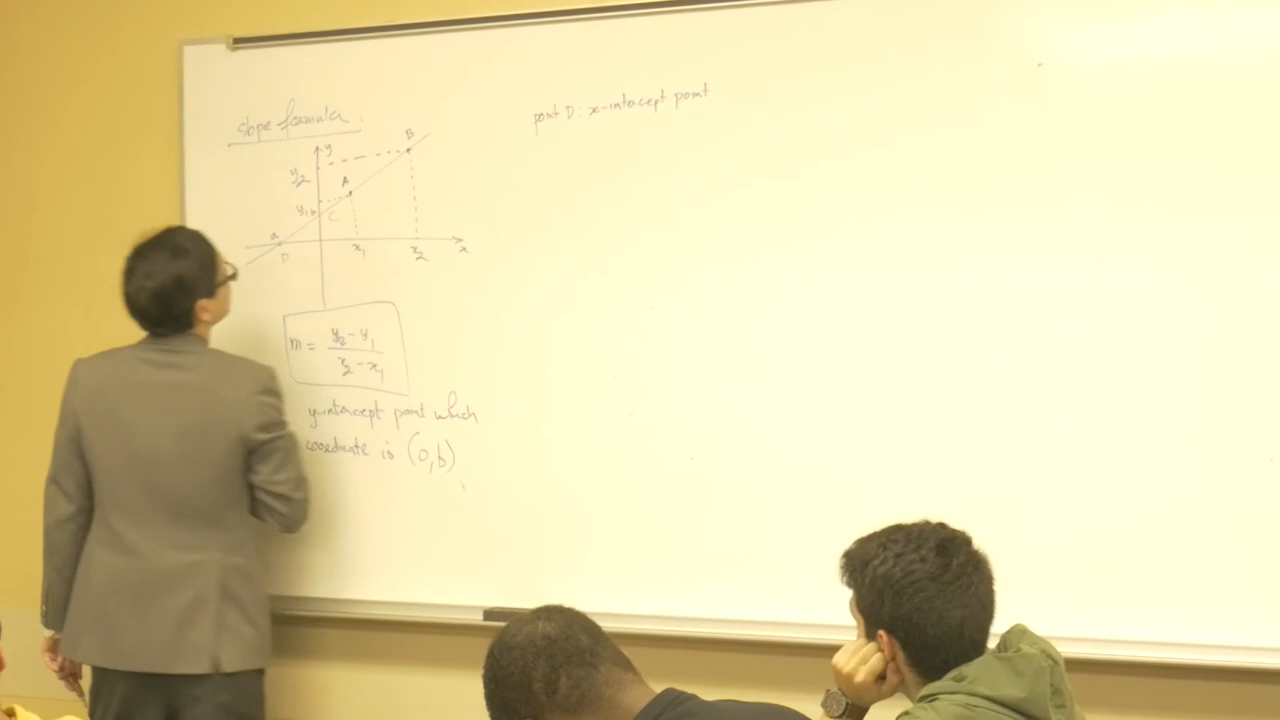 slope formula.
y
B
y2
A
y1 b
C
a
D
x1
x2
x
m = y2 - y1
x2 - x1
y-intercept point which
coordinate is (0,b)
point D: x-intercept point